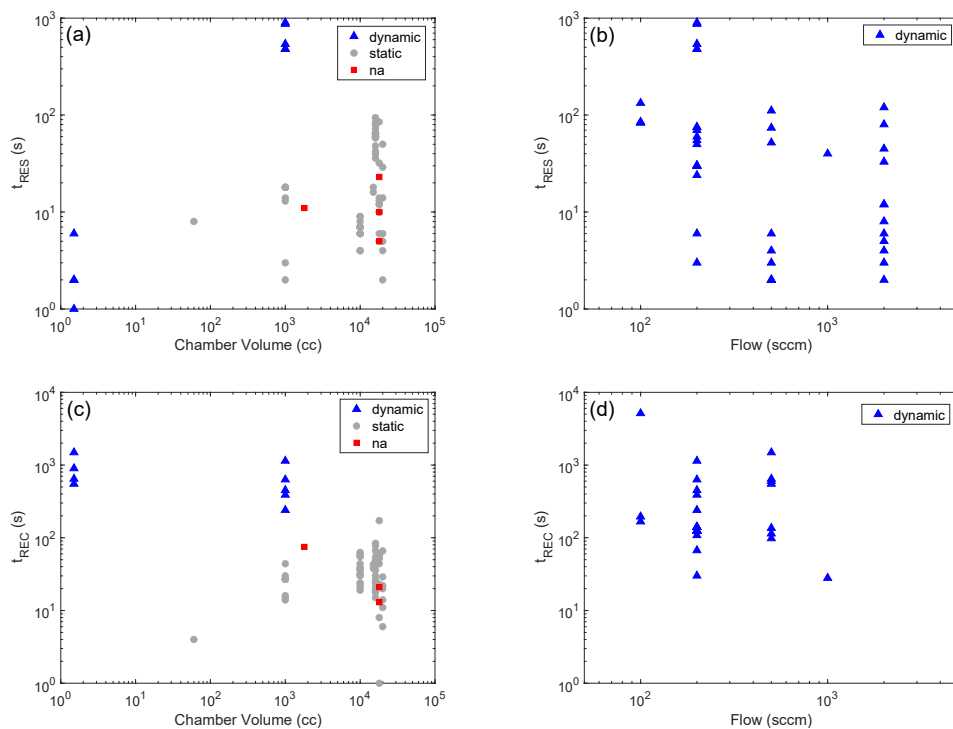 (a)
dynamic
static
na
10^3
10^2
10^1
10^0
t_RES (s)
10^0 10^1 10^2 10^3 10^4 10^5
Chamber Volume (cc)
(b)
dynamic
10^3
10^2
10^1
10^0
t_RES (s)
10^2 10^3
Flow (sccm)
(c)
dynamic
static
na
10^4
10^3
10^2
10^1
10^0
t_REC (s)
10^0 10^1 10^2 10^3 10^4 10^5
Chamber Volume (cc)
(d)
dynamic
10^4
10^3
10^2
10^1
10^0
t_REC (s)
10^2 10^3
Flow (sccm)